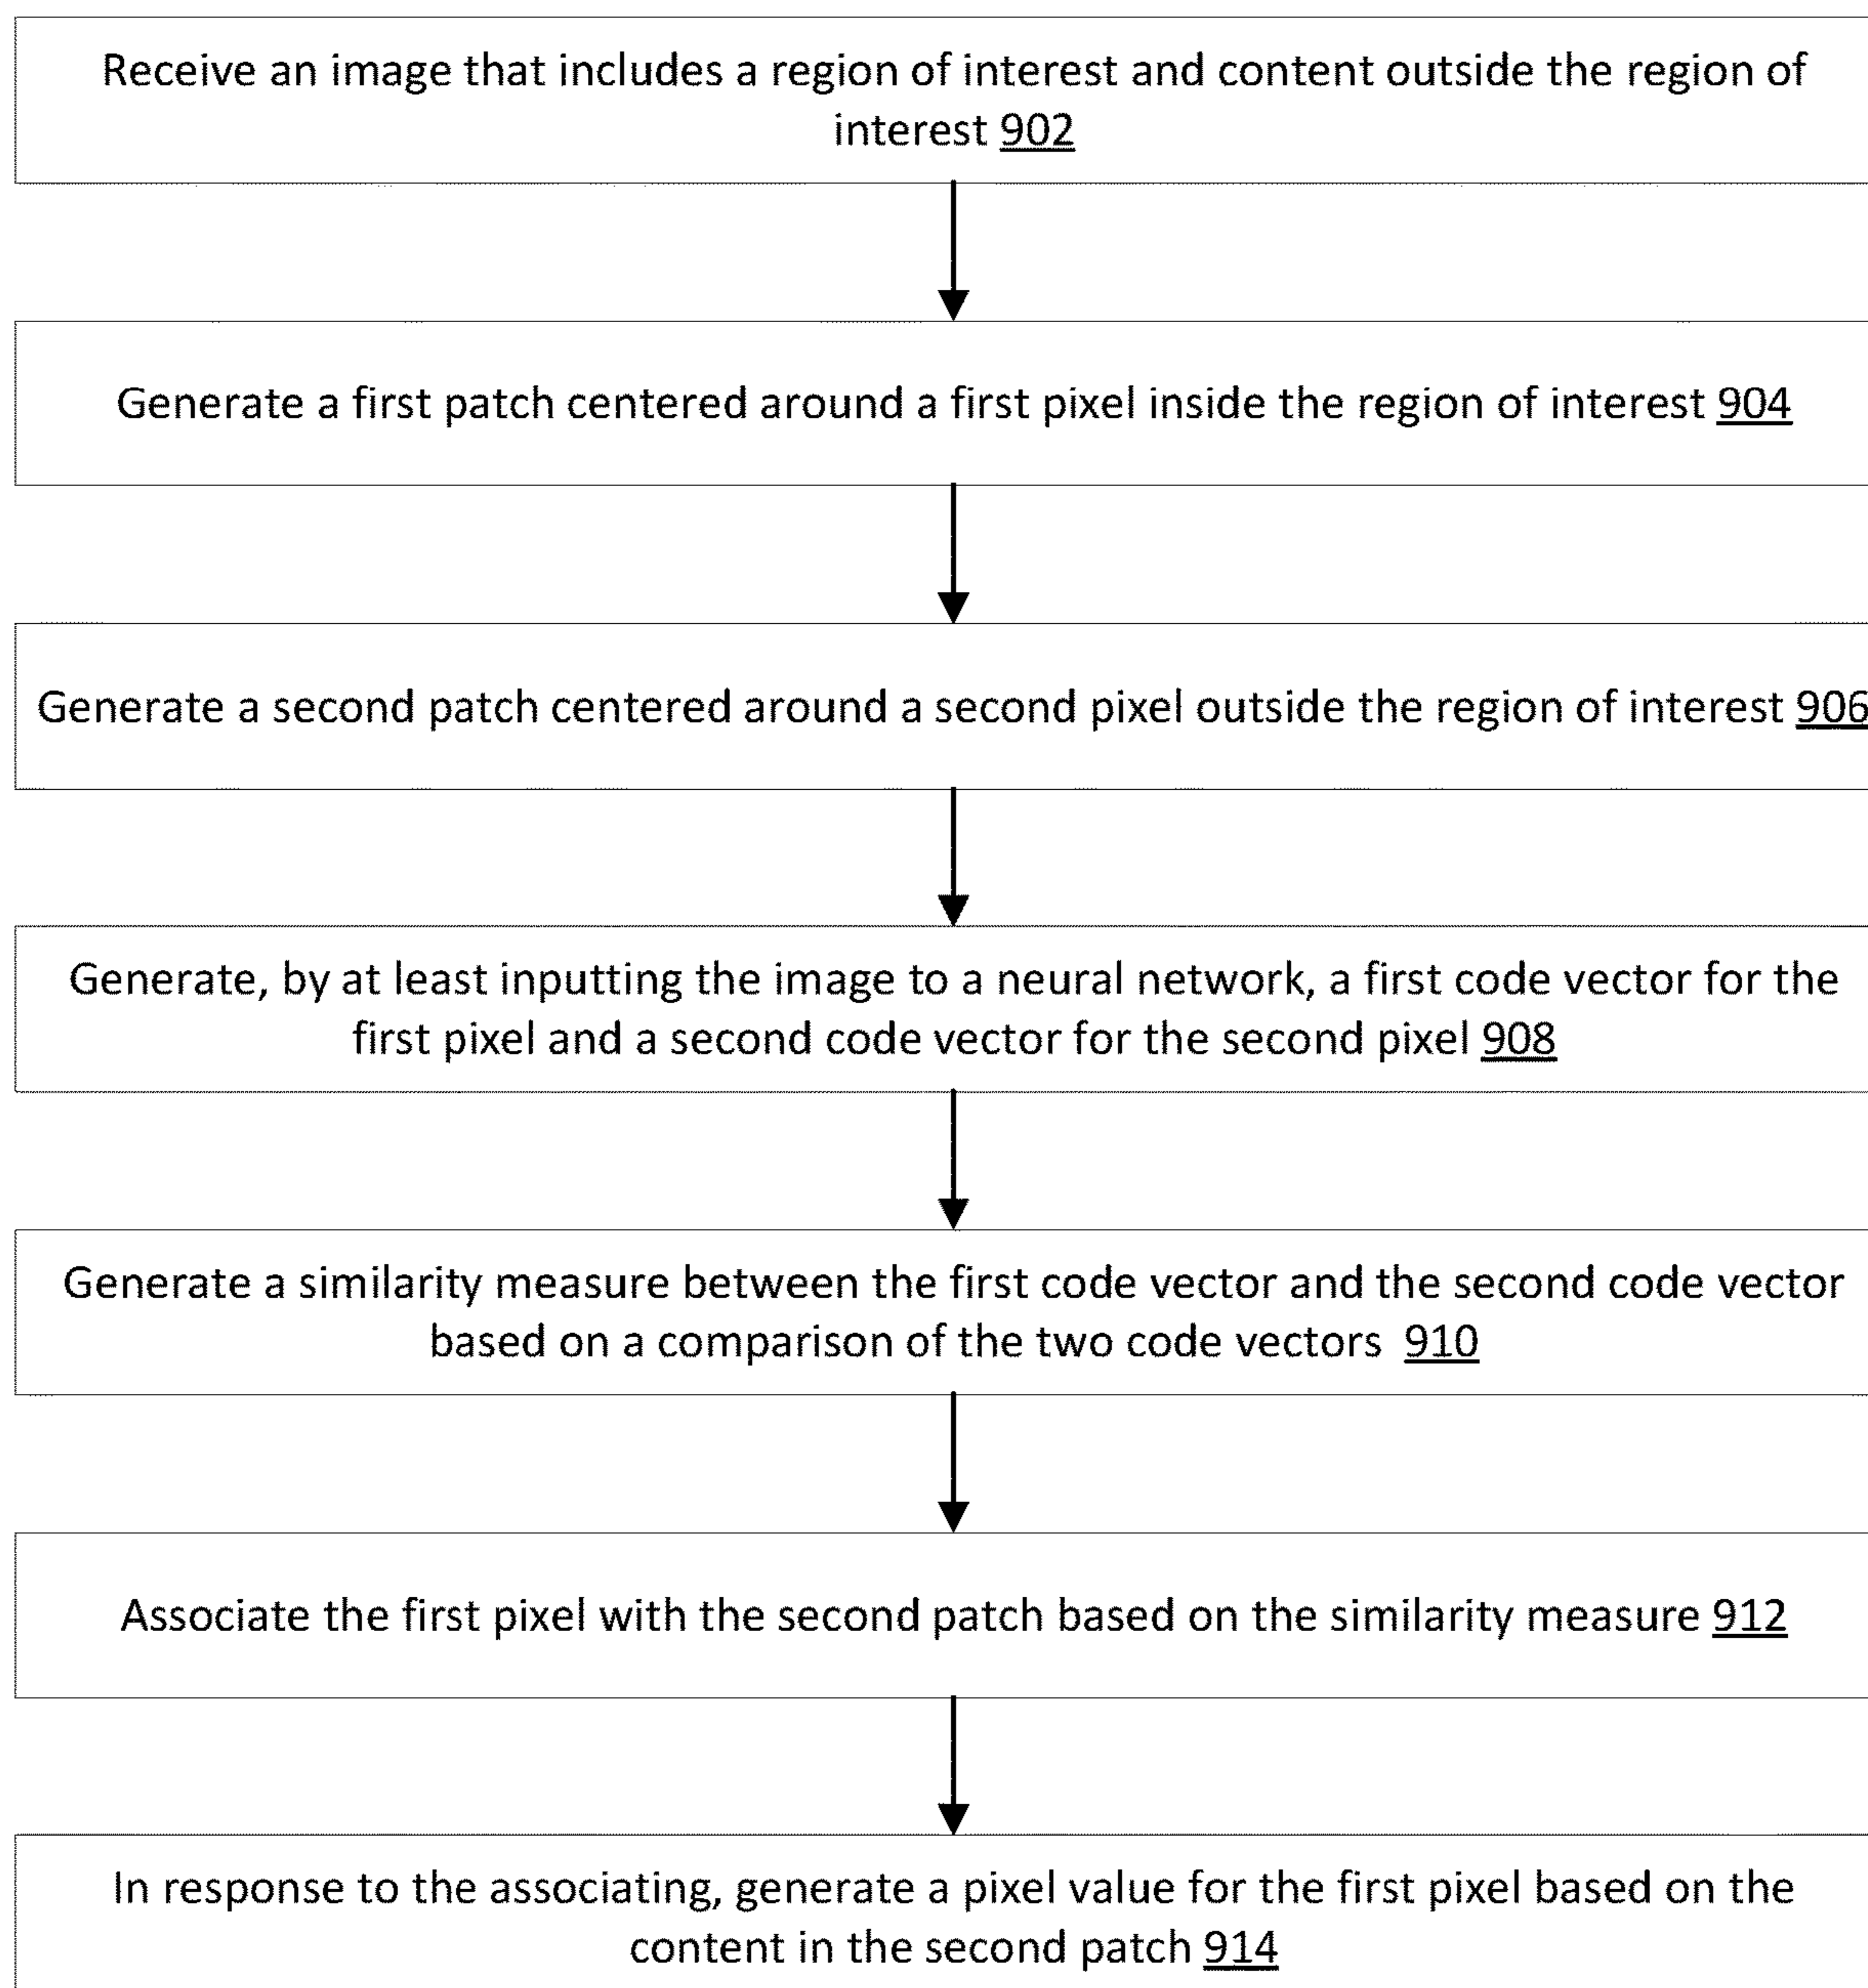 Receive an image that includes a region of interest and content outside the region of
interest 902
Generate a first patch centered around a first pixel inside the region of interest 904
Generate a second patch centered around a second pixel outside the region of interest 906
Generate, by at least inputting the image to a neural network, a first code vector for the
first pixel and a second code vector for the second pixel 908
Generate a similarity measure between the first code vector and the second code vector
based on a comparison of the two code vectors 910
Associate the first pixel with the second patch based on the similarity measure 912
In response to the associating, generate a pixel value for the first pixel based on the
content in the second patch 914